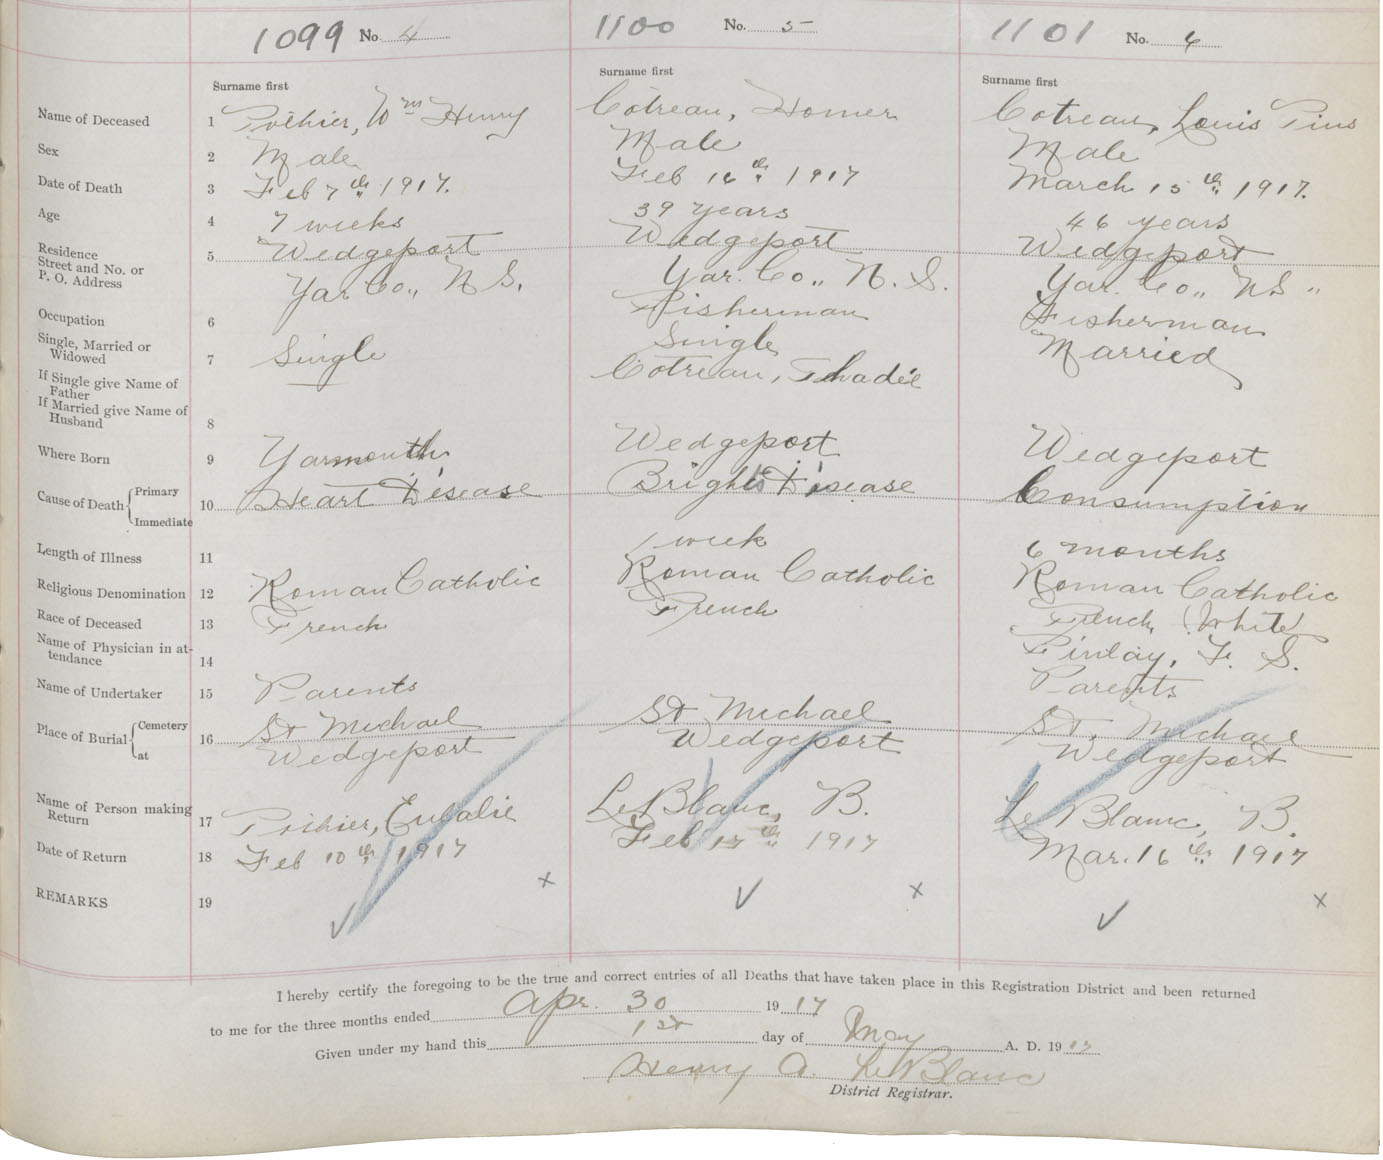 1099 No. 4
1100 No. 5
1101 No. 6
Surname first
Surname first
Surname first
Name of Deceased 1 Pothier, Wm Henry
Cotreau, Homer
Cotreau, Louis Pius
Sex 2 Male
Male
Male
Date of Death 3 Feb 7th 1917.
Feb 16th 1917
March 15th 1917.
Age 4 7 weeks
39 years
46 years
Residence
Street and No. or
P. O. Address
5 Wedgeport
Yar. Co., N S.
Wedgeport
Yar. Co., N. S.
Wedgeport
Yar. Co., NS "
Occupation 6
Fisherman
Fisherman
Single, Married or
Widowed
7 Single
Single
Married
If Single give Name of
Father
If Married give Name of
Husband
8
Cotreau, Thadée
Where Born 9 Yarmouth
Wedgeport
Wedgeport
Cause of Death { Primary
Immediate
10 Heart Disease
Brights Disease
Consumption
Length of Illness 11
1 week
6 months
Religious Denomination 12 Roman Catholic
Roman Catholic
Roman Catholic
Race of Deceased 13 French
French
French, (White)
Name of Physician in at-
tendance
14
Finlay, F. S.
Name of Undertaker 15 Parents
Parents
Place of Burial { Cemetery
at
16 St Michael
Wedgeport
St Michael
Wedgeport
St. Michael
Wedgeport
Name of Person making
Return
17 Pothier, Eulalie
LeBlanc, B.
Le Blanc, B.
Date of Return 18 Feb 10th 1917
Feb 17th 1917
Mar. 16th 1917
REMARKS 19
I hereby certify the foregoing to be the true and correct entries of all Deaths that have taken place in this Registration District and been returned
to me for the three months ended Apr. 30 1917
Given under my hand this 1st day of May A. D. 1917
Henry A. LeBlanc
District Registrar.